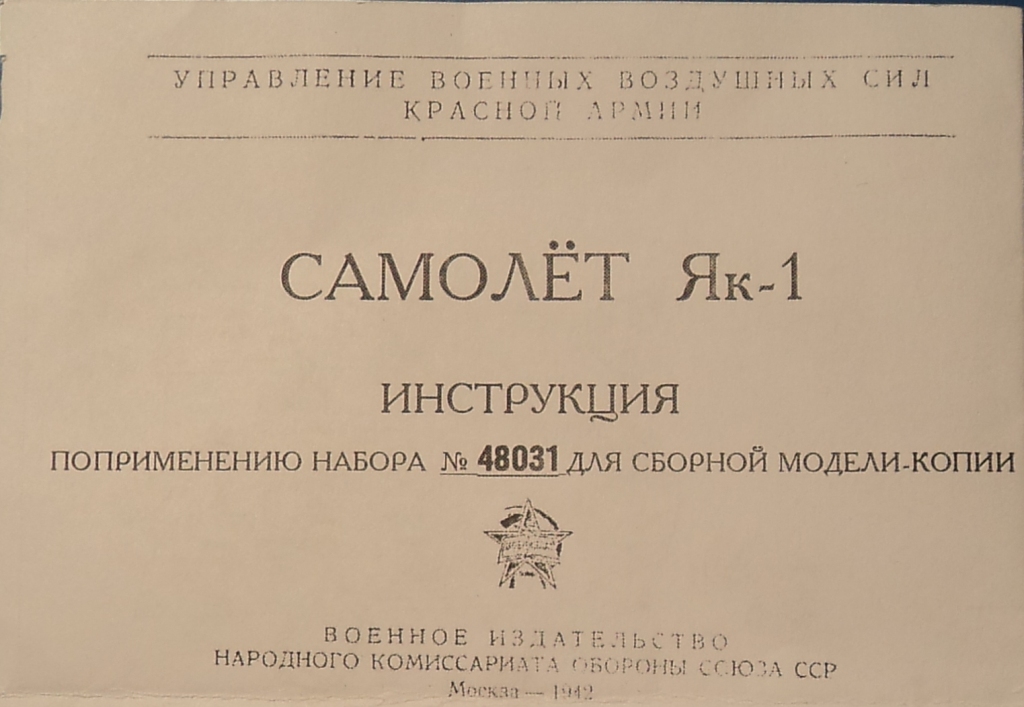 УПРАВЛЕНИЕ ВОЕННЫХ ВОЗДУШНЫХ СИЛ
КРАСНОЙ АРМИИ
САМОЛЁТ Як-1
ИНСТРУКЦИЯ
ПОПРИМЕНЕНИЮ НАБОРА № 48031 ДЛЯ СБОРНОЙ МОДЕЛИ-КОПИИ
ВОЕННОЕ ИЗДАТЕЛЬСТВО
НАРОДНОГО КОМИССАРИАТА ОБОРОНЫ ССЮЗА ССР
Москва — 1942